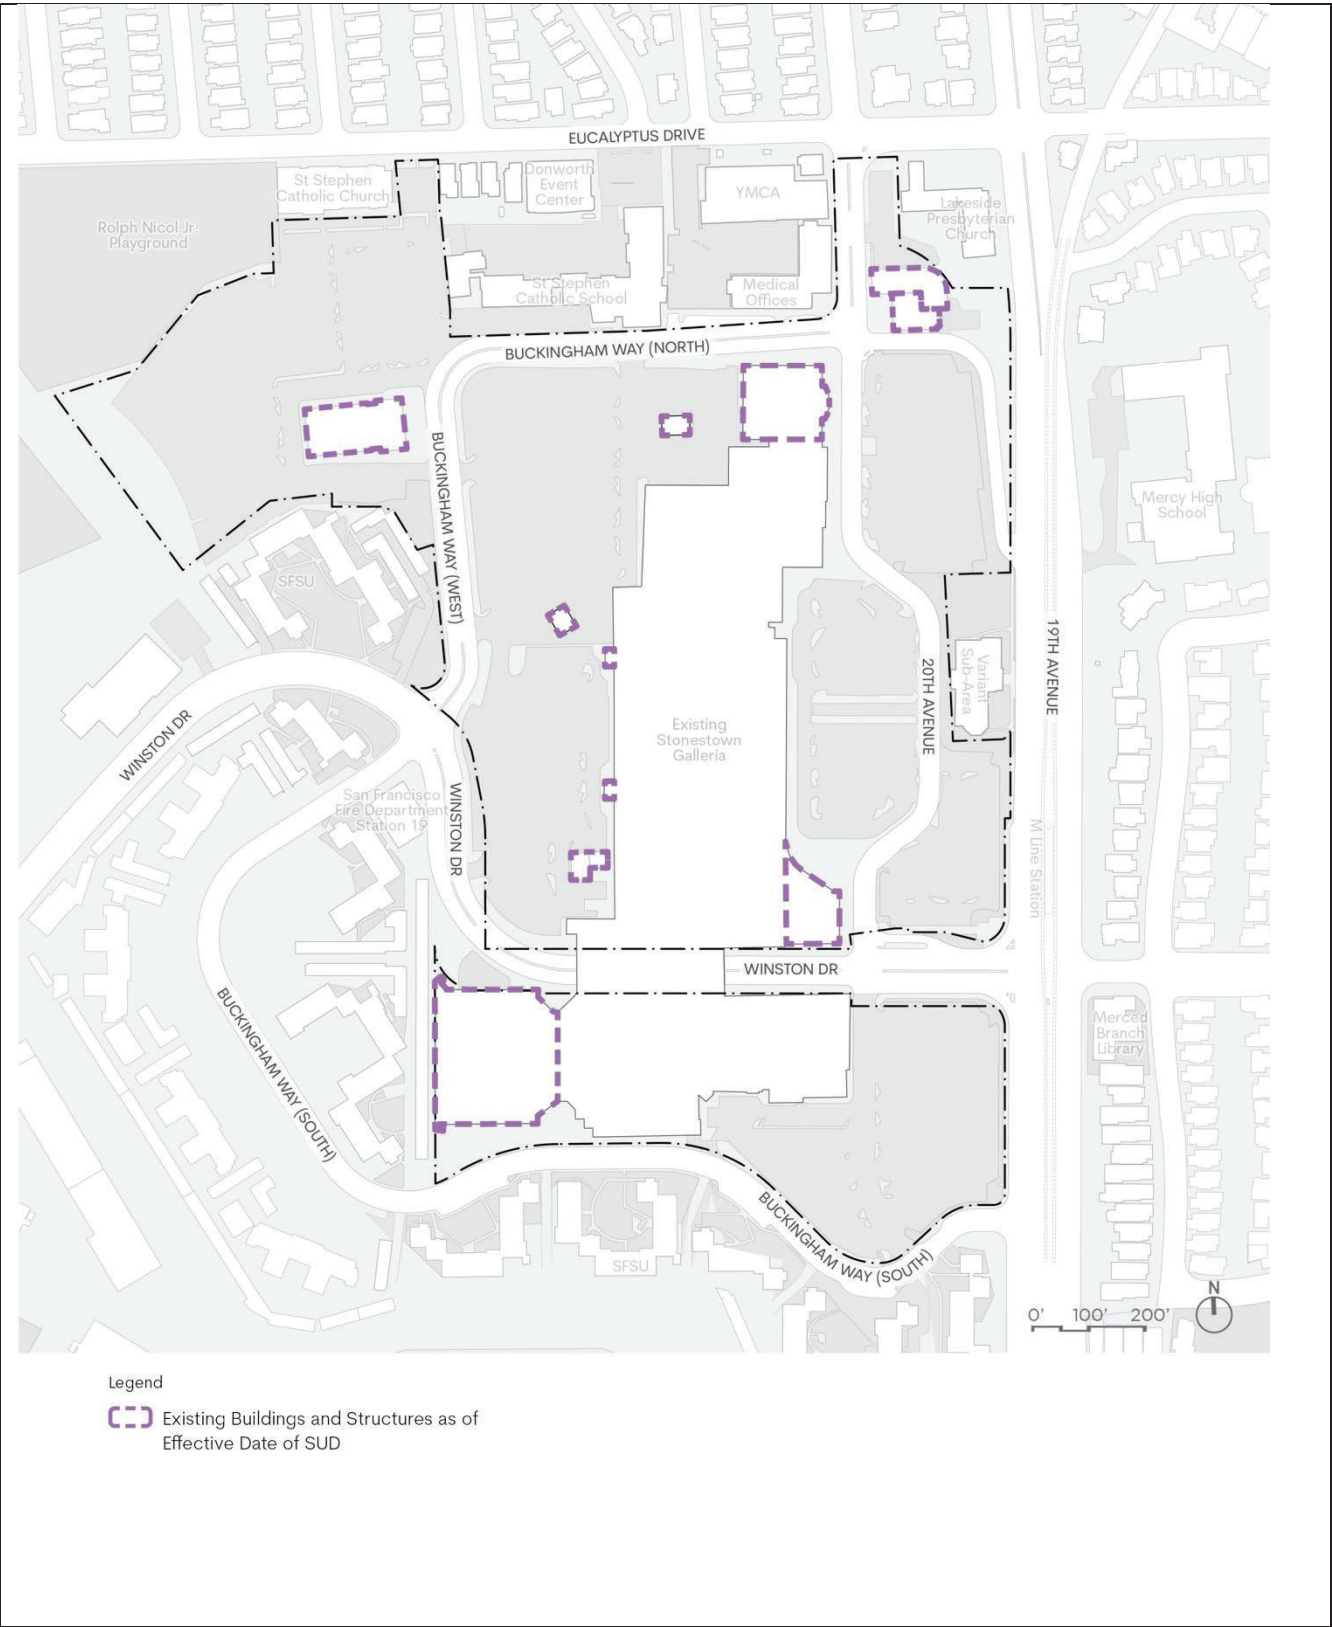 EUCALYPTUS DRIVE
St Stephen
Catholic Church
Donworth
Event
Center
YMCA
Lakeside
Presbyterian
Church
Rolph Nicol Jr.
Playground
St Stephen
Catholic School
Medical
Offices
BUCKINGHAM WAY (NORTH)
BUCKINGHAM WAY (WEST)
Mercy High
School
SFSU
19TH AVENUE
20TH AVENUE
Variant
Sub-Area
WINSTON DR
Existing
Stonestown
Galleria
San Francisco
Fire Department
Station 19
WINSTON DR
M Line Station
WINSTON DR
BUCKINGHAM WAY (SOUTH)
Merced
Branch
Library
BUCKINGHAM WAY (SOUTH)
SFSU
N
0' 100' 200'
Legend
Existing Buildings and Structures as of
Effective Date of SUD